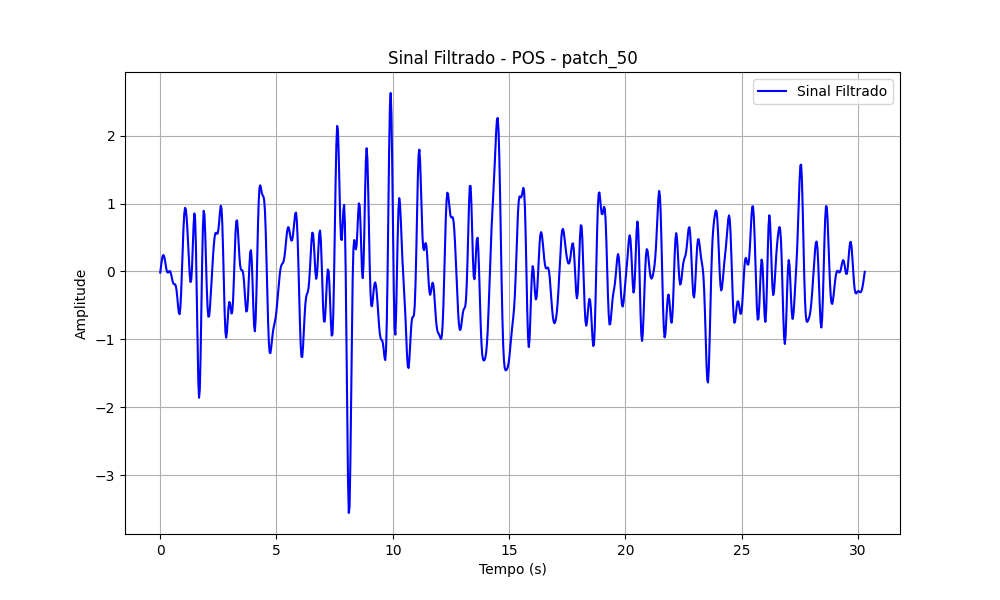 Sinal Filtrado - POS - patch_50
Sinal Filtrado
Amplitude
2
1
0
−1
−2
−3
0 5 10 15 20 25 30
Tempo (s)